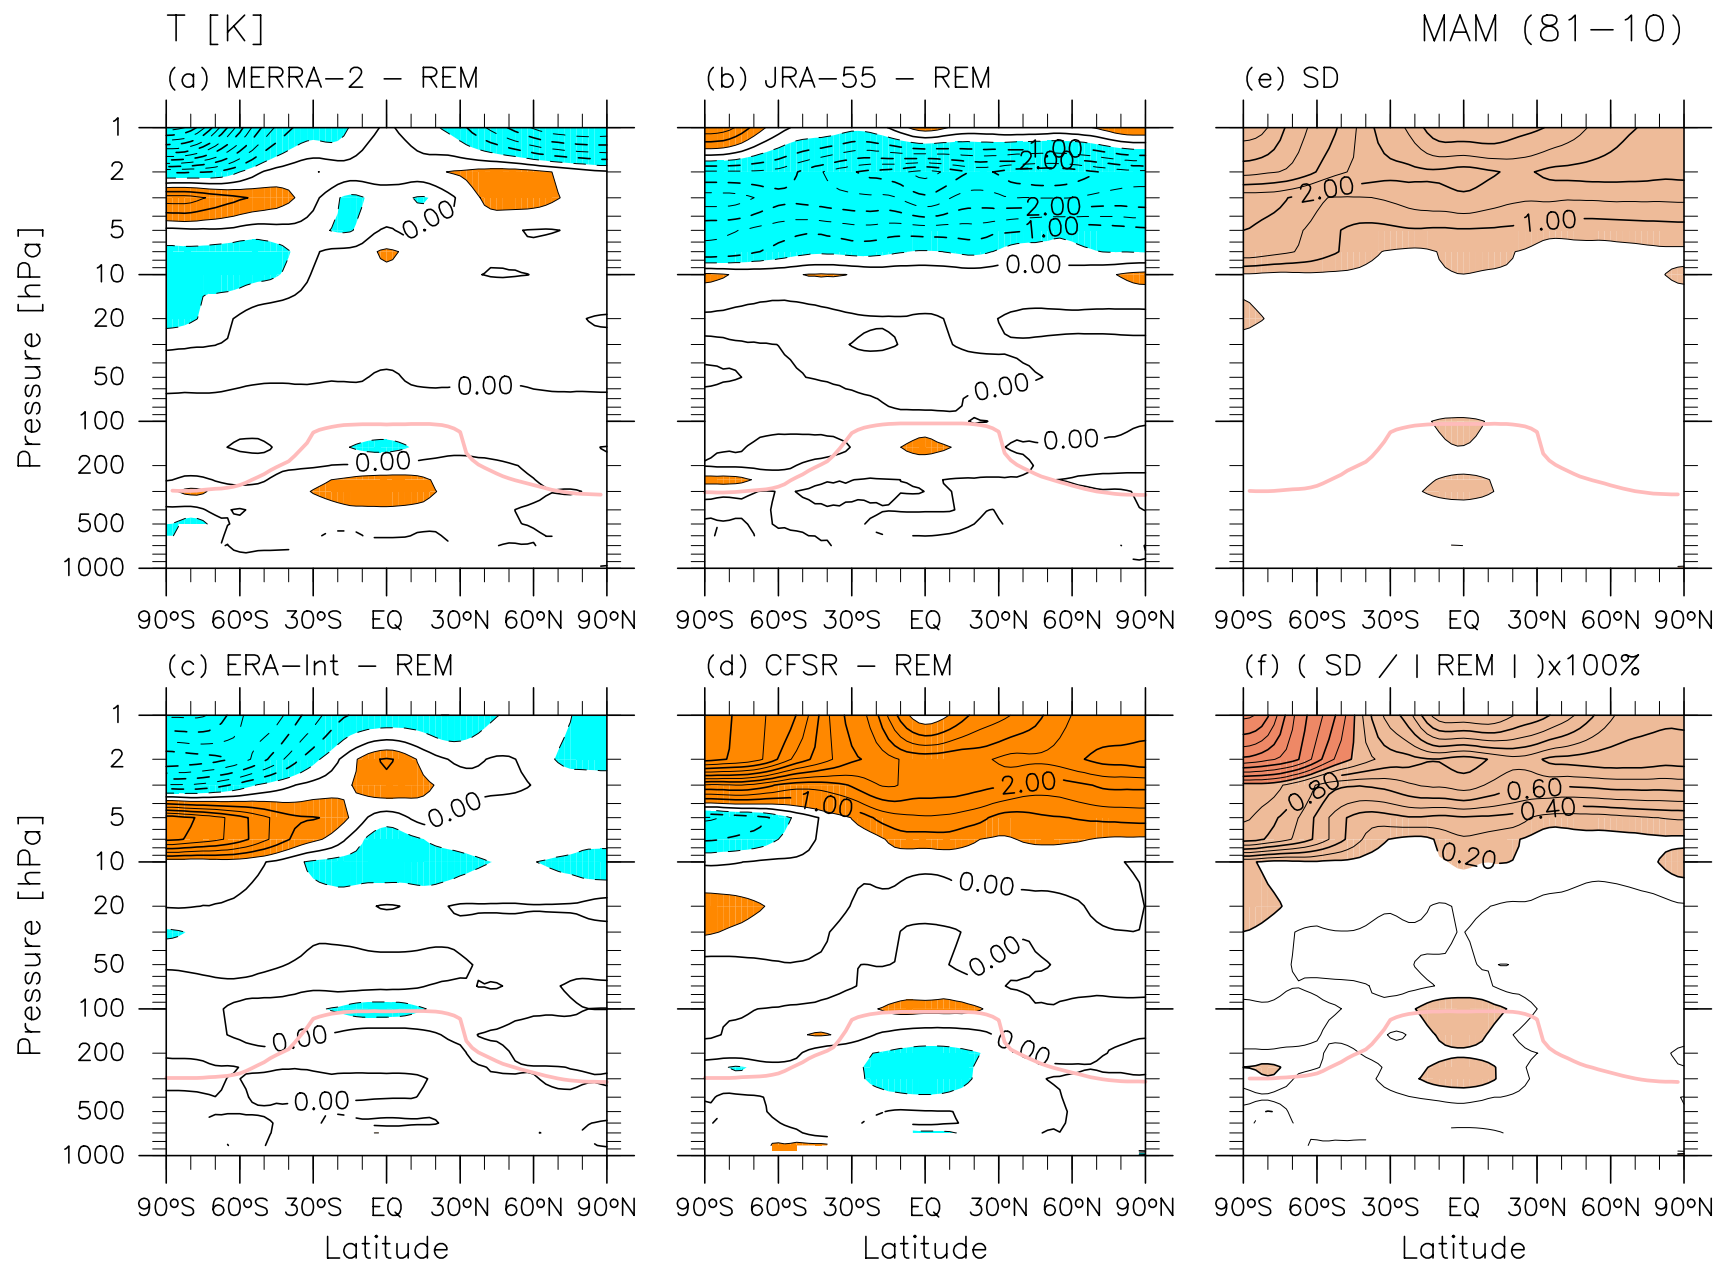 T [K]
MAM (81−10)
(a) MERRA−2 − REM
(b) JRA−55 − REM
(e) SD
Pressure [hPa]
1
2
5
10
20
50
100
200
500
1000
0.00
0.00
0.00
1.00
2.00
2.00
1.00
0.00
0.00
0.00
2.00
1.00
90°S 60°S 30°S EQ 30°N 60°N 90°N
90°S 60°S 30°S EQ 30°N 60°N 90°N
90°S 60°S 30°S EQ 30°N 60°N 90°N
(c) ERA−Int − REM
(d) CFSR − REM
(f) ( SD / | REM | )x100%
Pressure [hPa]
1
2
5
10
20
50
100
200
500
1000
0.00
0.00
0.00
2.00
1.00
0.00
0.00
0.00
0.80
0.60
0.40
0.20
90°S 60°S 30°S EQ 30°N 60°N 90°N
90°S 60°S 30°S EQ 30°N 60°N 90°N
90°S 60°S 30°S EQ 30°N 60°N 90°N
Latitude
Latitude
Latitude